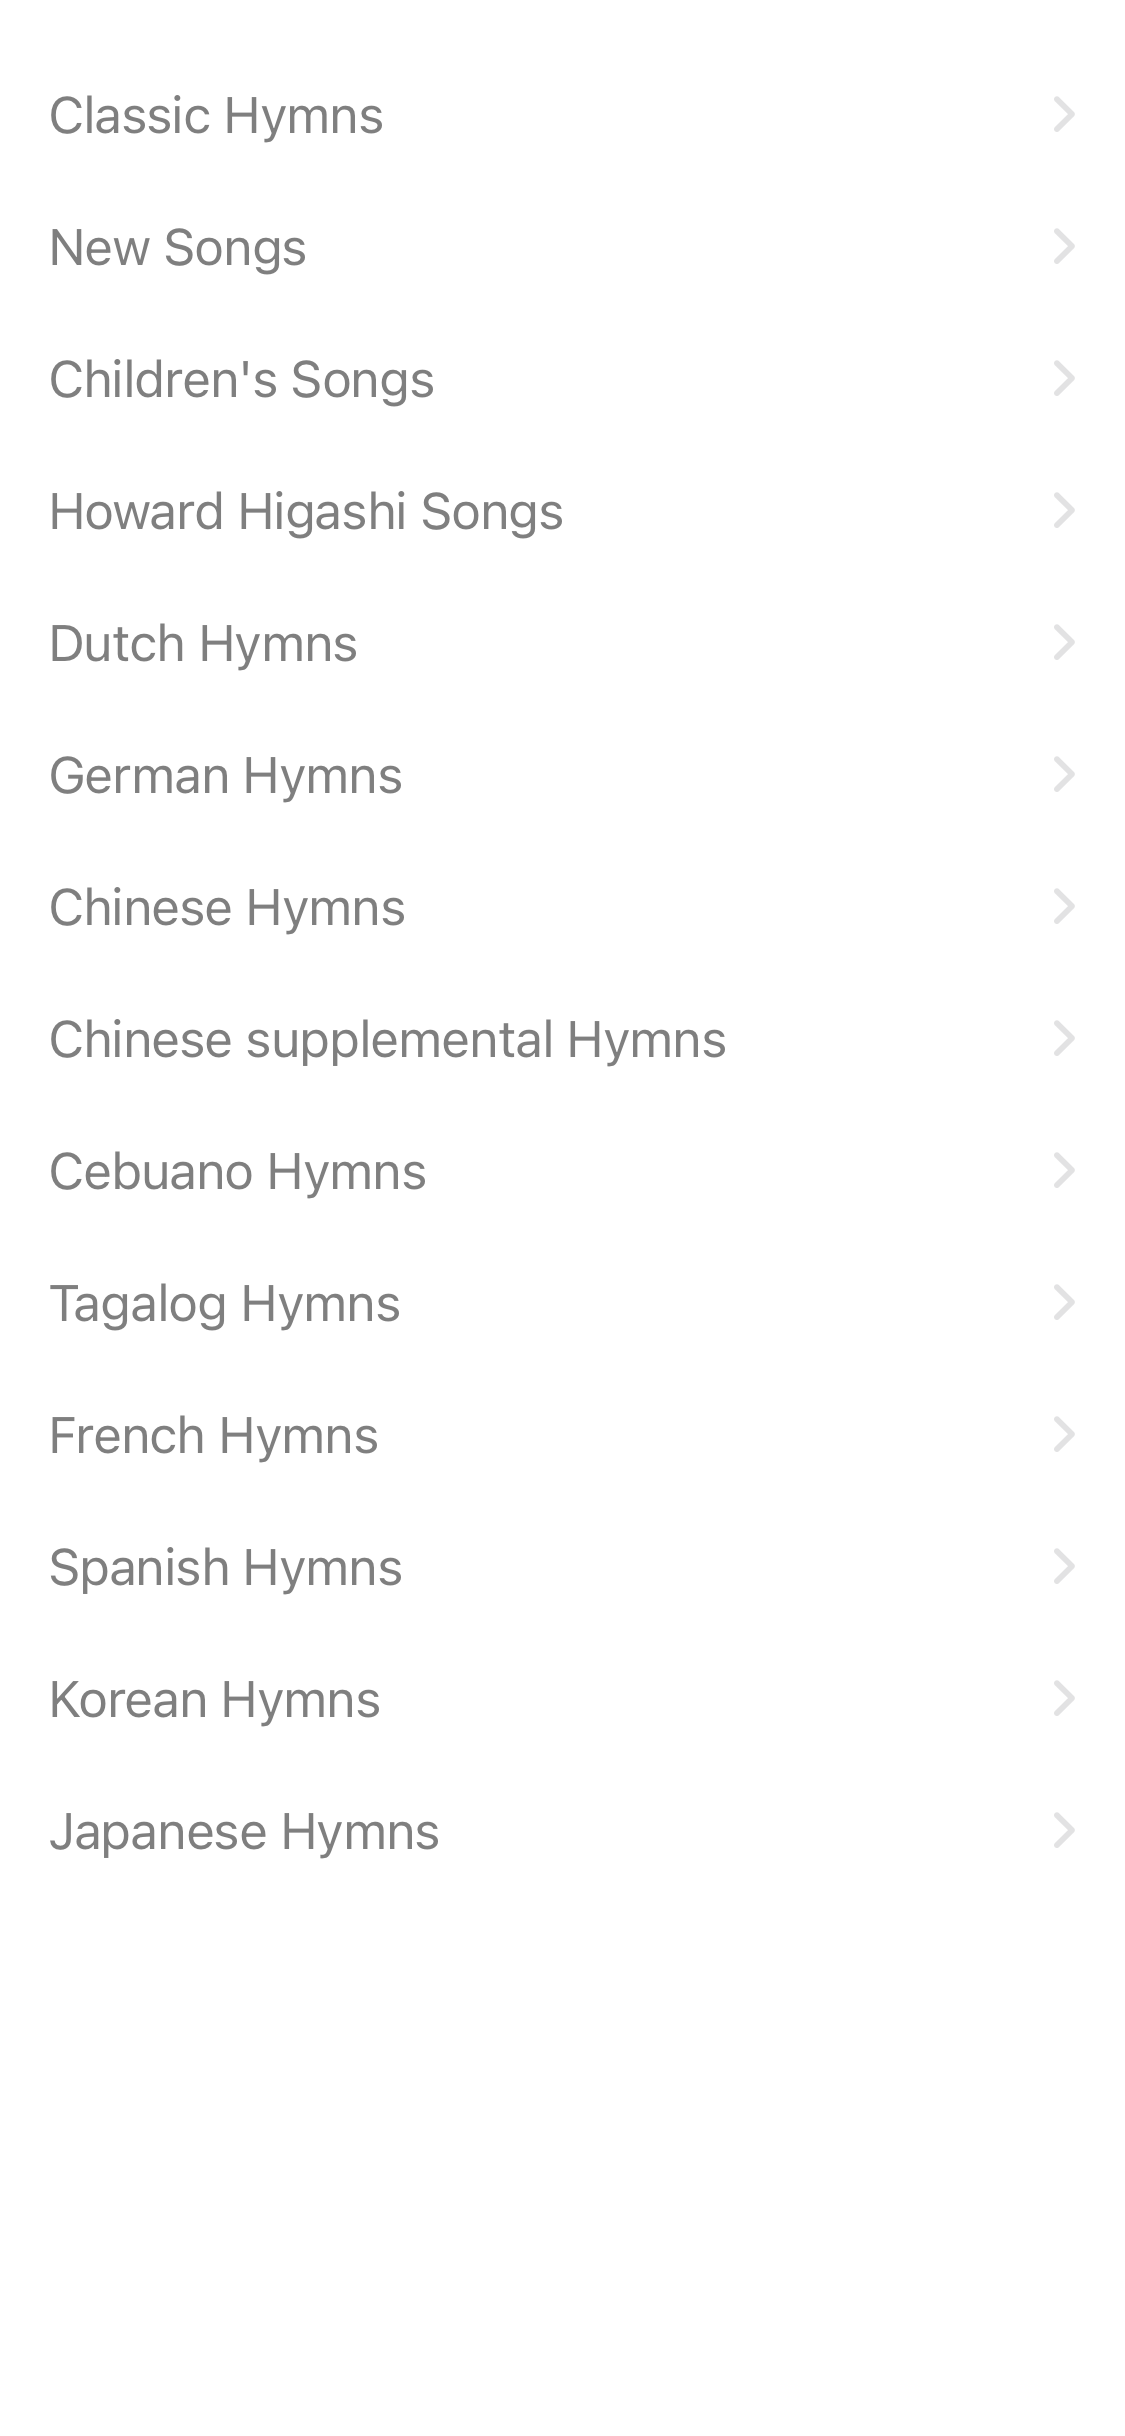 Classic Hymns
New Songs
Children's Songs
Howard Higashi Songs
Dutch Hymns
German Hymns
Chinese Hymns
Chinese supplemental Hymns
Cebuano Hymns
Tagalog Hymns
French Hymns
Spanish Hymns
Korean Hymns
Japanese Hymns